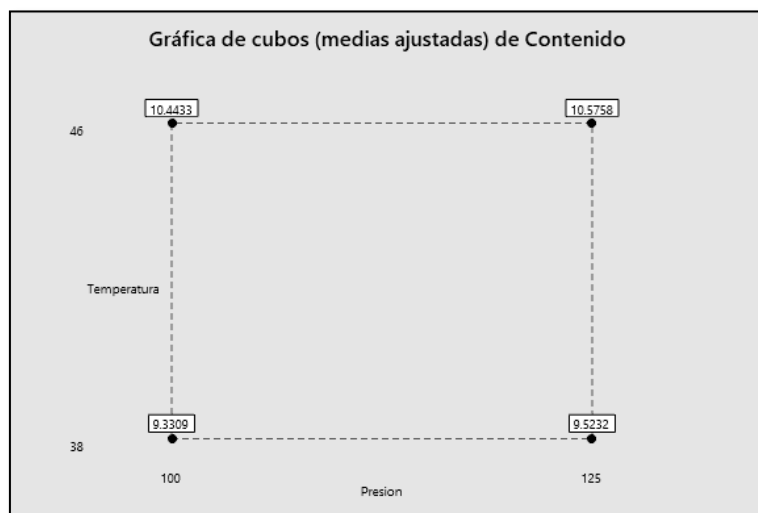 Gráfica de cubos (medias ajustadas) de Contenido
10.4433
10.5758
46
Temperatura
9.3309
9.5232
38
100
125
Presion